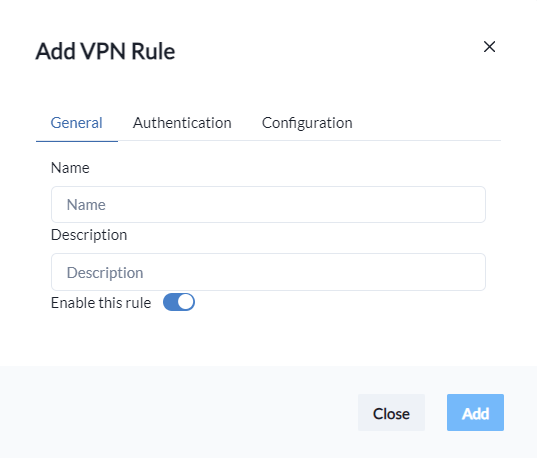 Add VPN Rule
General Authentication Configuration
Name
Name
Description
Description
Enable this rule
Close Add